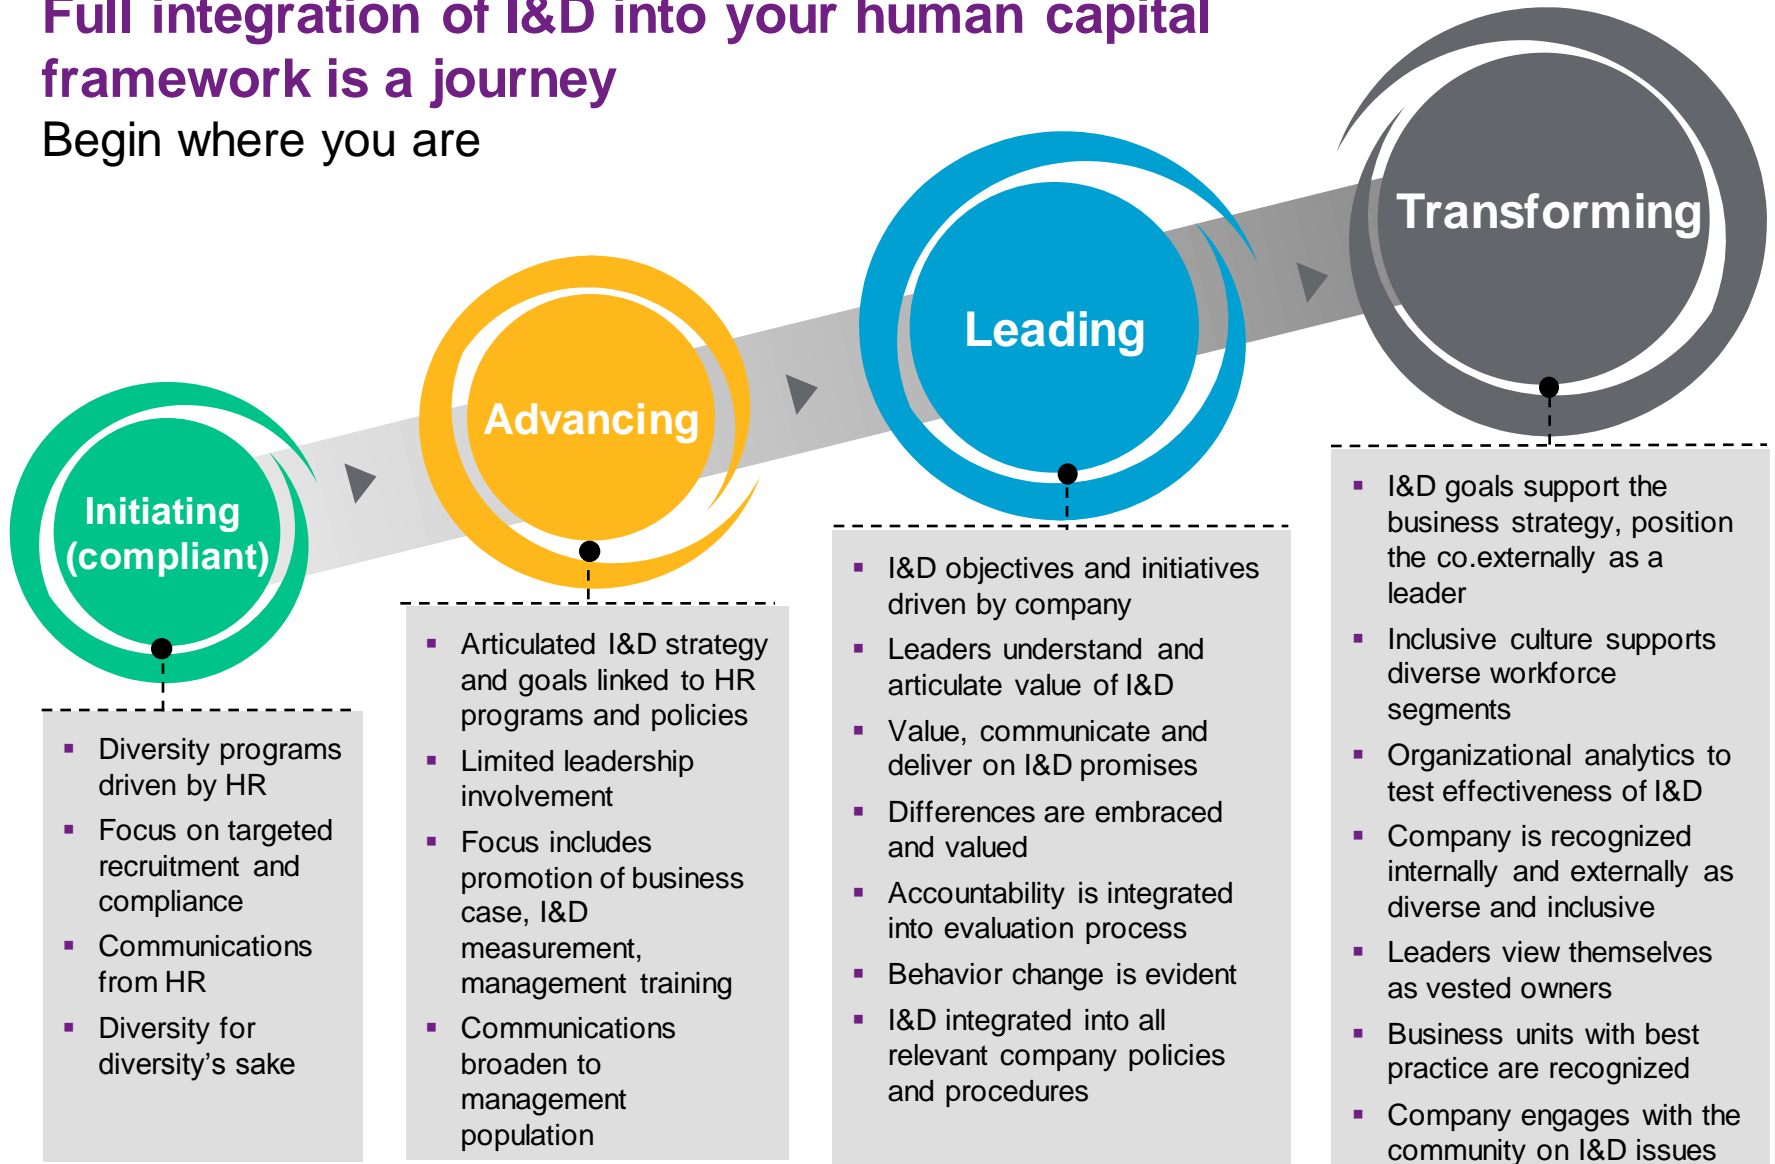 Full integration of I&D into your human capital
framework is a journey
Begin where you are
Initiating
(compliant)
Advancing
Leading
Transforming
Diversity programs
driven by HR
Focus on targeted
recruitment and
compliance
Communications
from HR
Diversity for
diversity’s sake
Articulated I&D strategy
and goals linked to HR
programs and policies
Limited leadership
involvement
Focus includes
promotion of business
case, I&D
measurement,
management training
Communications
broaden to
management
population
I&D objectives and initiatives
driven by company
Leaders understand and
articulate value of I&D
Value, communicate and
deliver on I&D promises
Differences are embraced
and valued
Accountability is integrated
into evaluation process
Behavior change is evident
I&D integrated into all
relevant company policies
and procedures
I&D goals support the
business strategy, position
the co.externally as a
leader
Inclusive culture supports
diverse workforce
segments
Organizational analytics to
test effectiveness of I&D
Company is recognized
internally and externally as
diverse and inclusive
Leaders view themselves
as vested owners
Business units with best
practice are recognized
Company engages with the
community on I&D issues